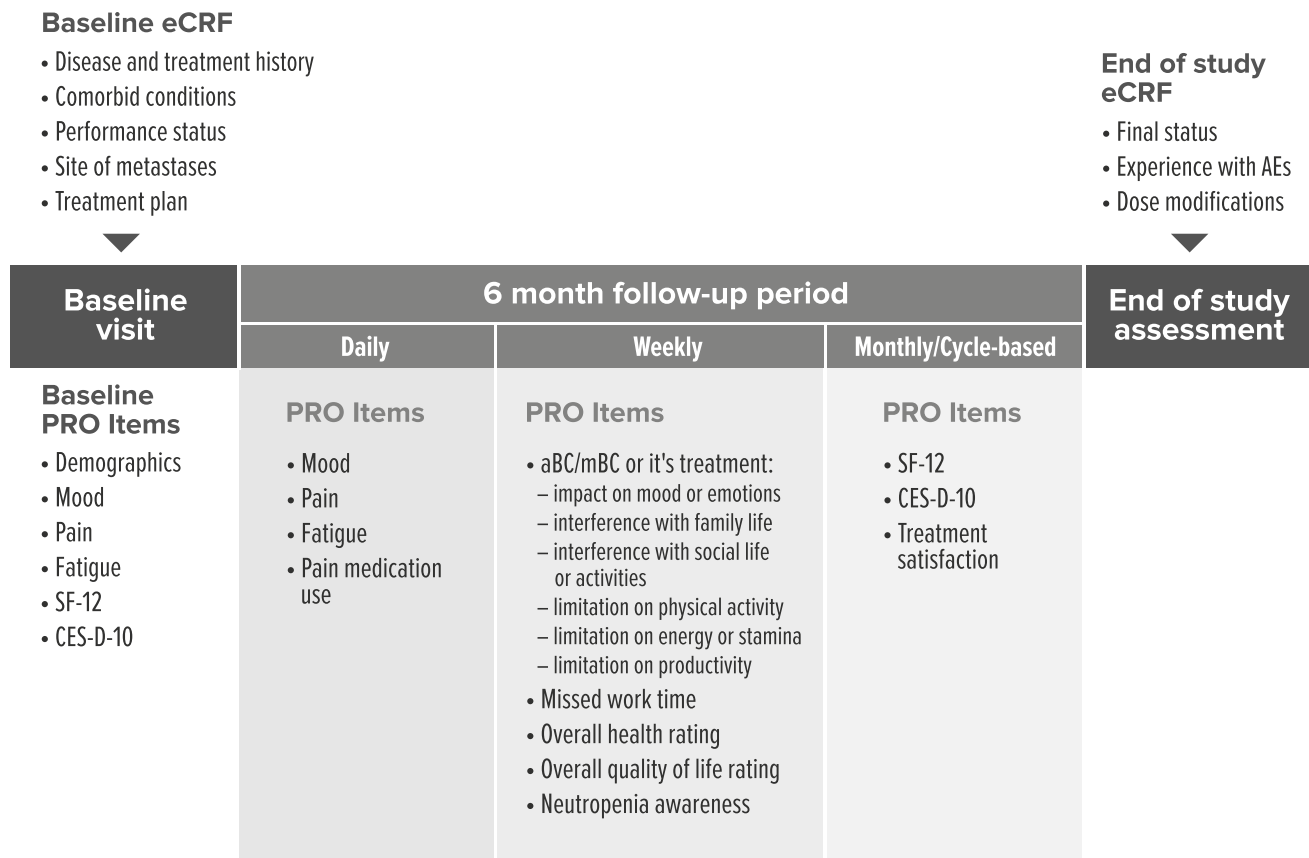 Baseline eCRF
• Disease and treatment history
• Comorbid conditions
• Performance status
• Site of metastases
• Treatment plan
End of study
eCRF
• Final status
• Experience with AEs
• Dose modifications
Baseline
visit
6 month follow-up period
Daily
Weekly
Monthly/Cycle-based
End of study
assessment
Baseline
PRO Items
• Demographics
• Mood
• Pain
• Fatigue
• SF-12
• CES-D-10
PRO Items
• Mood
• Pain
• Fatigue
• Pain medication
use
PRO Items
• aBC/mBC or it's treatment:
– impact on mood or emotions
– interference with family life
– interference with social life
or activities
– limitation on physical activity
– limitation on energy or stamina
– limitation on productivity
• Missed work time
• Overall health rating
• Overall quality of life rating
• Neutropenia awareness
PRO Items
• SF-12
• CES-D-10
• Treatment
satisfaction